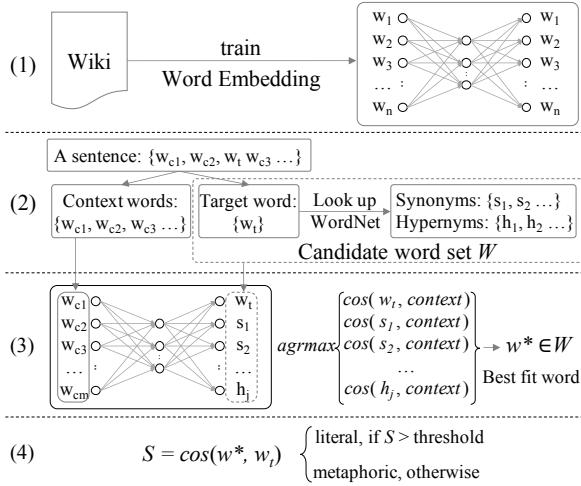 (1)
Wiki
train
Word Embedding
w1
w2
w3
…
wn
w1
w2
w3
…
wn
(2)
A sentence: {wc1, wc2, wt wc3 …}
Context words:
{wc1, wc2, wc3 …}
Target word:
{wt}
Look up
WordNet
Synonyms: {s1, s2 …}
Hypernyms: {h1, h2 …}
Candidate word set W
(3)
wc1
wc2
wc3
…
wcm
wt
s1
s2
…
hj
agrmax
cos( wt , context)
cos( s1 , context)
cos( s2 , context)
…
cos( hj , context)
w* ∈ W
Best fit word
(4)
S = cos(w*, wt)
literal, if S > threshold
metaphoric, otherwise